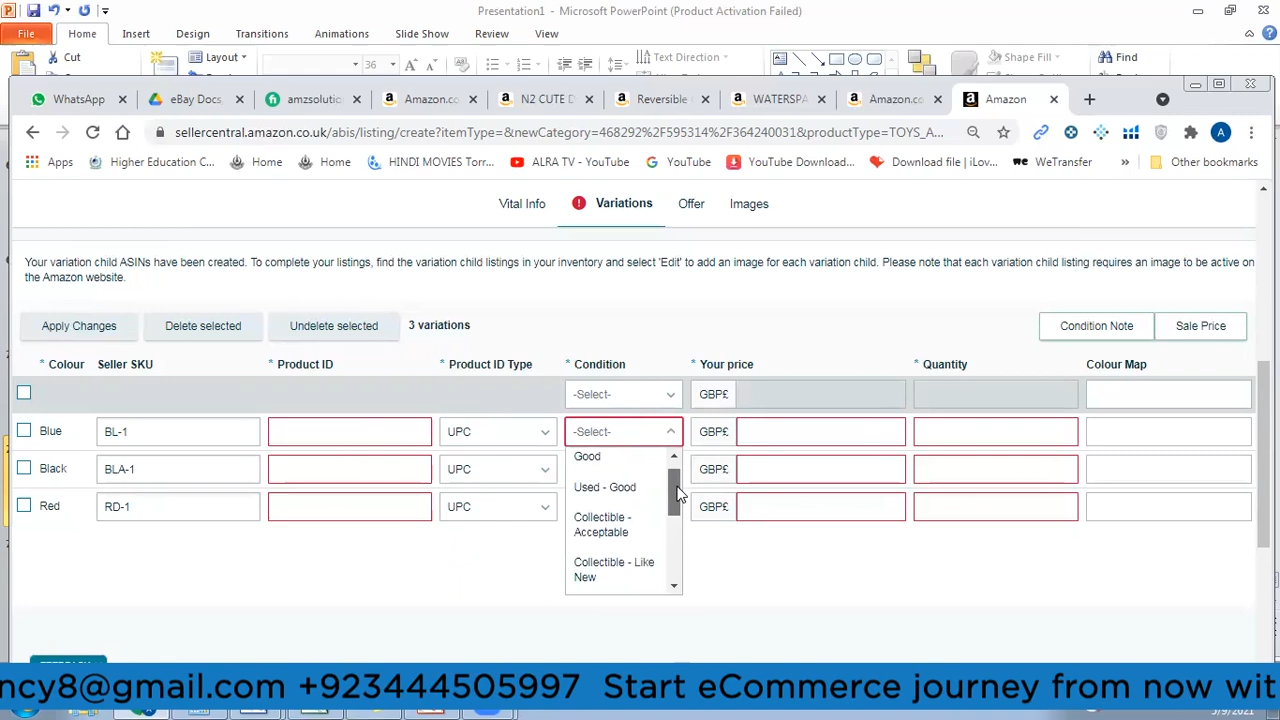 Presentation1 - Microsoft PowerPoint (Product Activation Failed)
File Home Insert Design Transitions Animations Slide Show Review View
Cut Layout 36 Text Direction Shape Fill Find
WhatsApp eBay Docs, amzsolution Amazon.co N2 CUTE D Reversible WATERSPA Amazon.co Amazon
sellercentral.amazon.co.uk/abis/listing/create?itemType=&newCategory=468292%2F595314%2F364240031&productType=TOYS_A... A
Apps Higher Education C... Home Home HINDI MOVIES Torr... ALRA TV - YouTube YouTube YouTube Download... Download file | iLov... WeTransfer » Other bookmarks
Vital Info Variations Offer Images
Your variation child ASINs have been created. To complete your listings, find the variation child listings in your inventory and select 'Edit' to add an image for each variation child. Please note that each variation child listing requires an image to be active on
the Amazon website.
Apply Changes Delete selected Undelete selected 3 variations Condition Note Sale Price
* Colour Seller SKU * Product ID * Product ID Type * Condition * Your price * Quantity Colour Map
-Select- GBP£
Blue BL-1 UPC -Select- GBP£
Good
Black BLA-1 UPC GBP£
Used - Good
Red RD-1 UPC GBP£
Collectible -
Acceptable
Collectible - Like
New
ncy8@gmail.com +923444505997 Start eCommerce journey from now wit